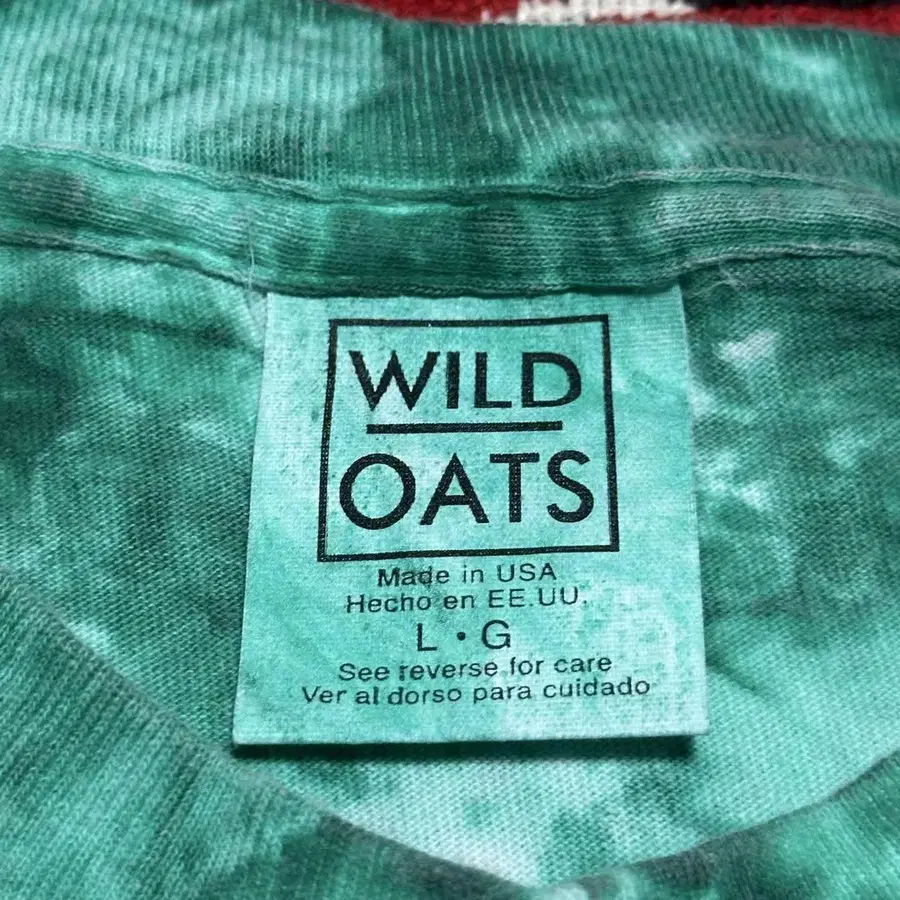 WILD
OATS
Made in USA
Hecho en EE.UU.
L • G
See reverse for care
Ver al dorso para cuidado